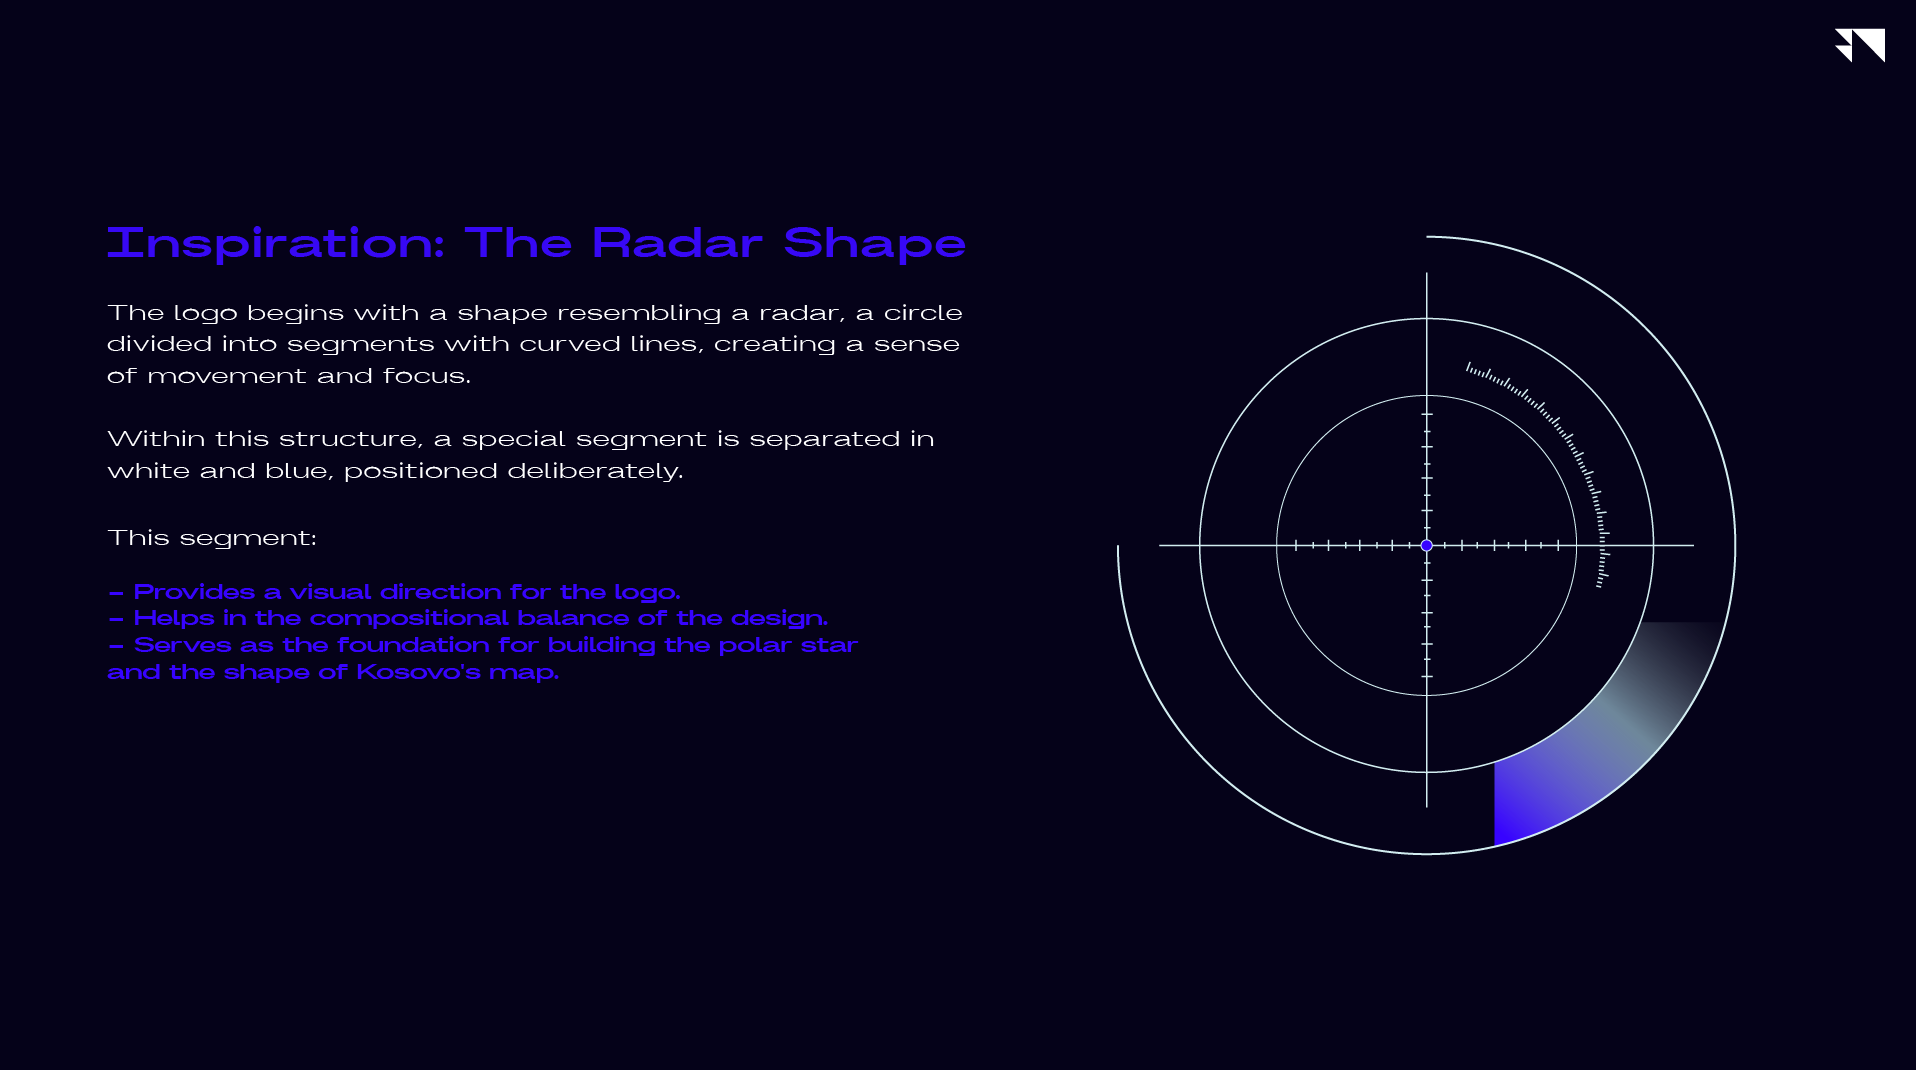 Inspiration: The Radar Shape
The logo begins with a shape resembling a radar, a circle
divided into segments with curved lines, creating a sense
of movement and focus.
Within this structure, a special segment is separated in
white and blue, positioned deliberately.
This segment:
– Provides a visual direction for the logo.
– Helps in the compositional balance of the design.
– Serves as the foundation for building the polar star
and the shape of Kosovo's map.